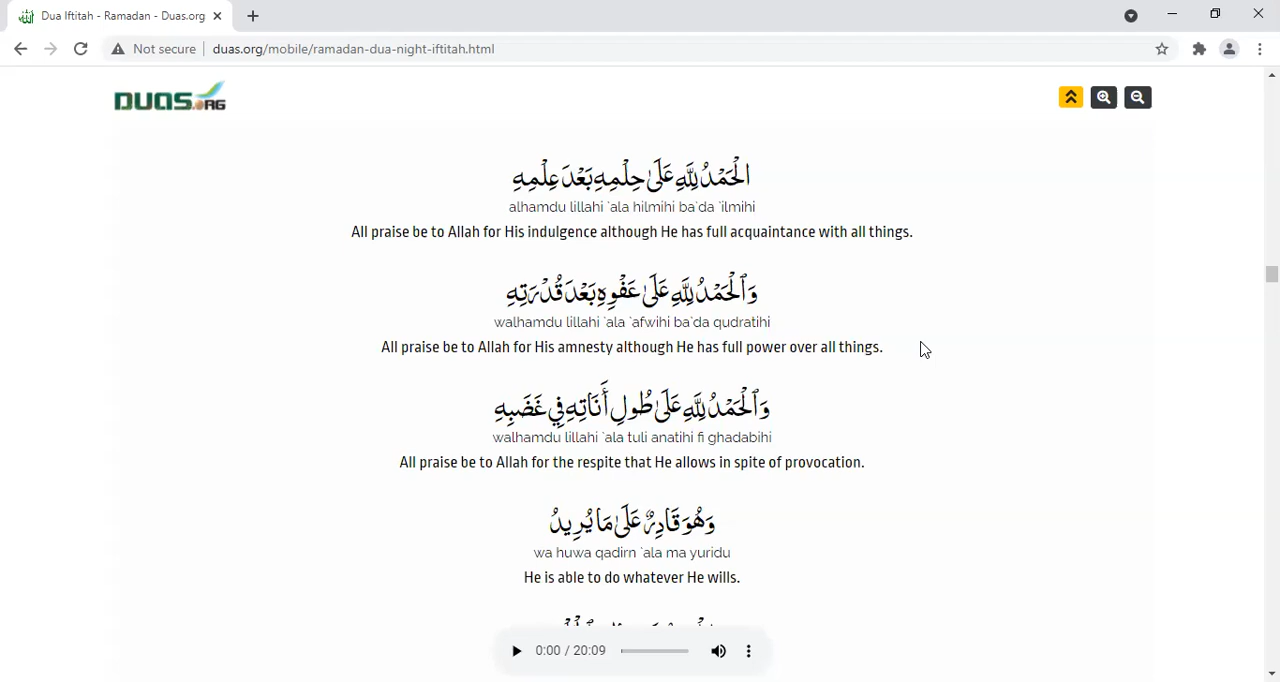 Dua Iftitah - Ramadan - Duas.org
Not secure duas.org/mobile/ramadan-dua-night-iftitah.html
DUAS.ORG
الْحَمْدُ لِلَّهِ عَلَىٰ حِلْمِهِ بَعْدَ عِلْمِهِ
alhamdu lillahi `ala hilmihi ba`da `ilmihi
All praise be to Allah for His indulgence although He has full acquaintance with all things.
وَٱلْحَمْدُ لِلَّهِ عَلَىٰ عَفْوِهِ بَعْدَ قُدْرَتِهِ
walhamdu lillahi `ala `afwihi ba`da qudratihi
All praise be to Allah for His amnesty although He has full power over all things.
وَٱلْحَمْدُ لِلَّهِ عَلَىٰ طُولِ أَنَاتِهِ فِي غَضَبِهِ
walhamdu lillahi `ala tuli anatihi fi ghadabihi
All praise be to Allah for the respite that He allows in spite of provocation.
وَهُوَ قَادِرٌ عَلَىٰ مَا يُرِيدُ
wa huwa qadirn `ala ma yuridu
He is able to do whatever He wills.
0:00 / 20:09